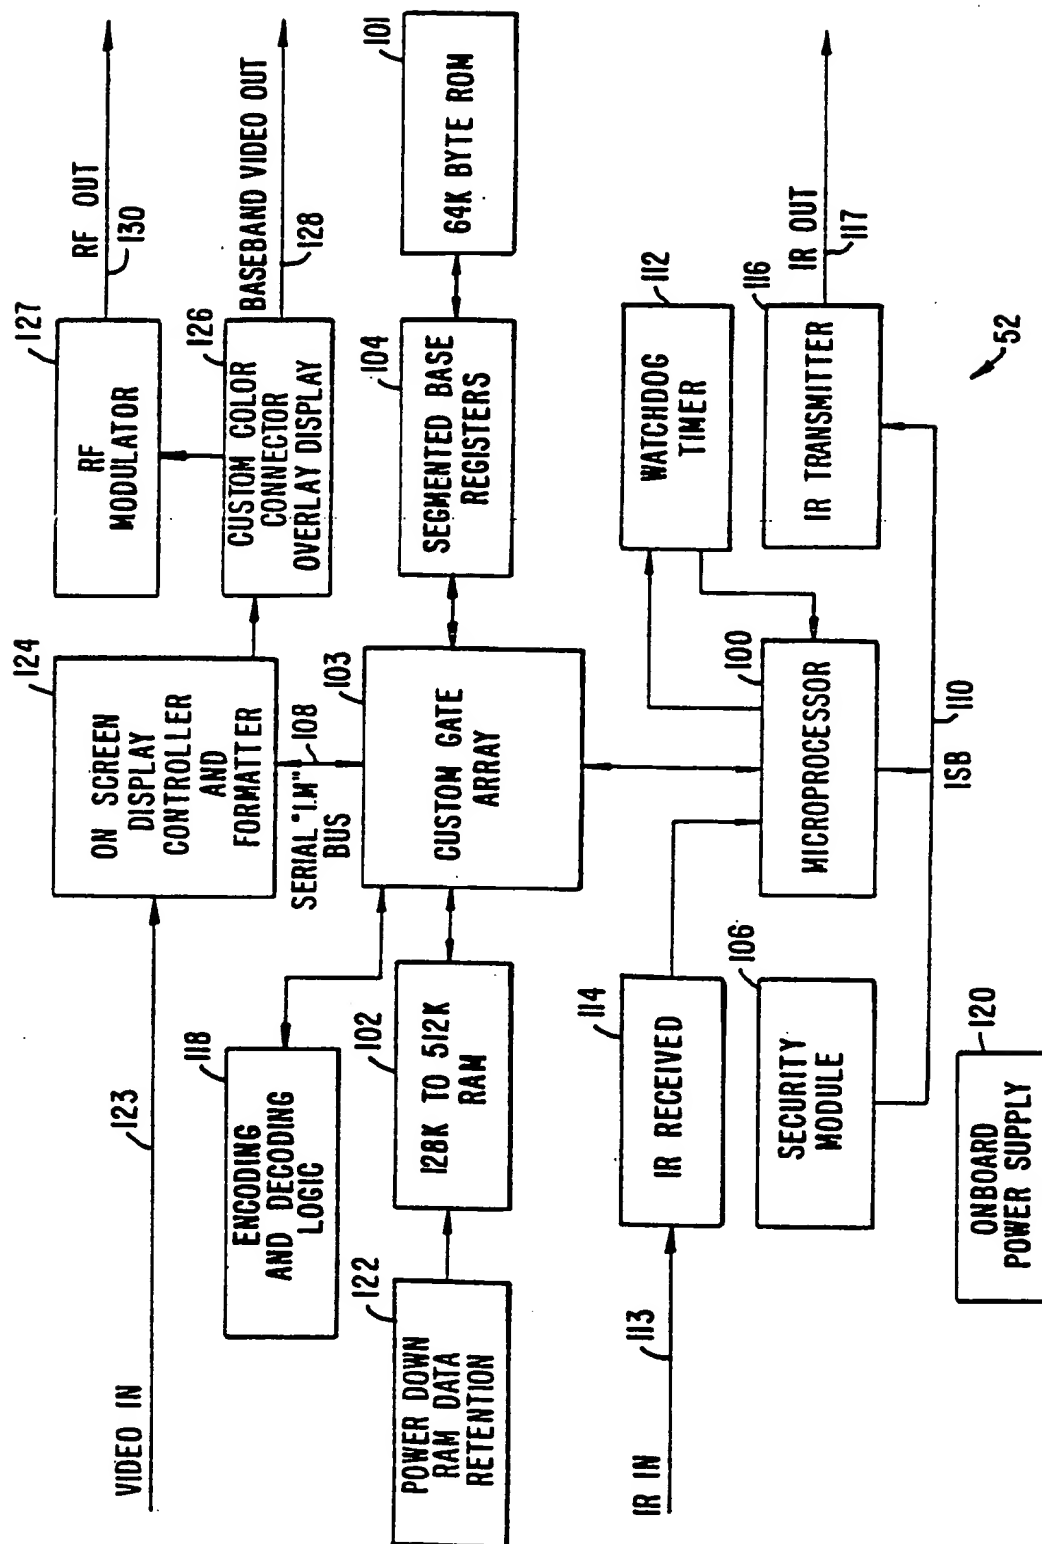 VIDEO IN
123
124
ON SCREEN
DISPLAY
CONTROLLER
AND
FORMATTER
127
RF
MODULATOR
RF OUT
130
126
CUSTOM COLOR
CONNECTOR
OVERLAY DISPLAY
BASEBAND VIDEO OUT
128
118
ENCODING
AND DECODING
LOGIC
SERIAL "I.M"
BUS
108
122
POWER DOWN
RAM DATA
RETENTION
102
128K TO 512K
RAM
103
CUSTOM GATE
ARRAY
104
SEGMENTED BASE
REGISTERS
101
64K BYTE ROM
IR IN
113
114
IR RECEIVED
106
SECURITY
MODULE
100
MICROPROCESSOR
112
WATCHDOG
TIMER
116
IR TRANSMITTER
IR OUT
117
ISB
110
120
ONBOARD
POWER SUPPLY
52